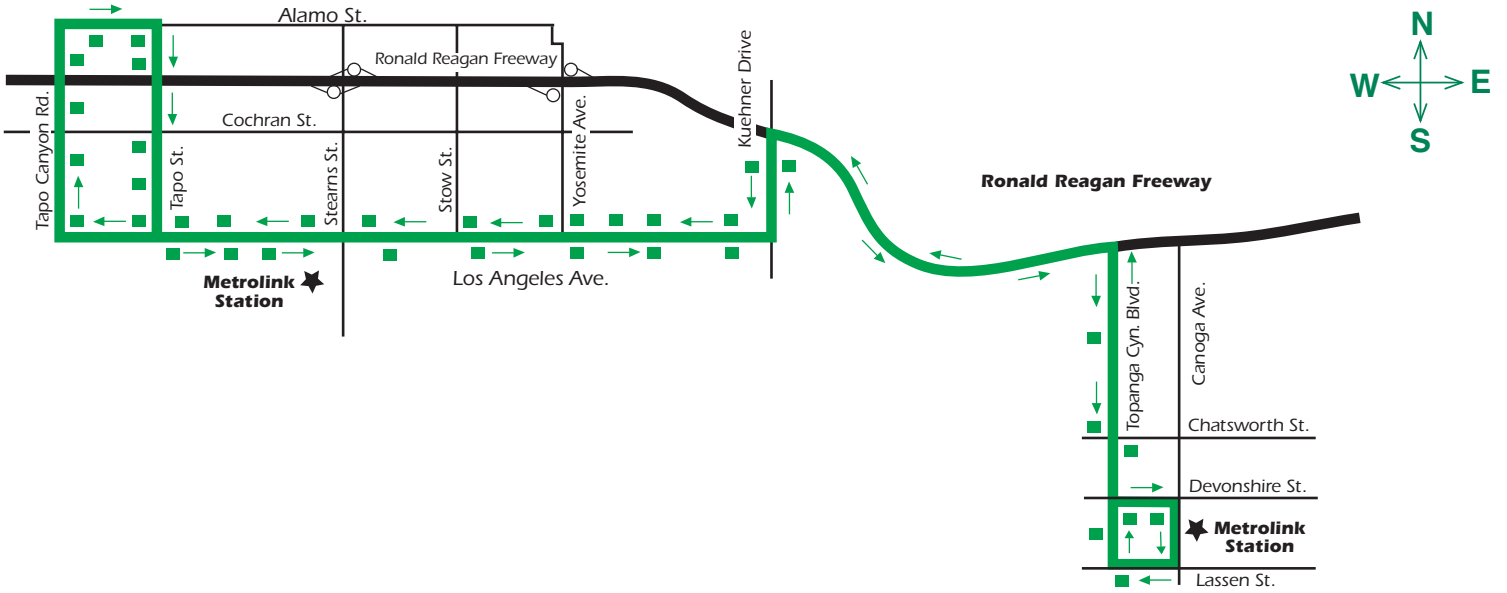 Alamo St.
N
Ronald Reagan Freeway
Kuehner Drive
W
E
S
Tapo Canyon Rd.
Cochran St.
Yosemite Ave.
Tapo St.
Stearns St.
Stow St.
Ronald Reagan Freeway
Metrolink
Station
Los Angeles Ave.
Topanga Cyn. Blvd.
Canoga Ave.
Chatsworth St.
Devonshire St.
Metrolink
Station
Lassen St.